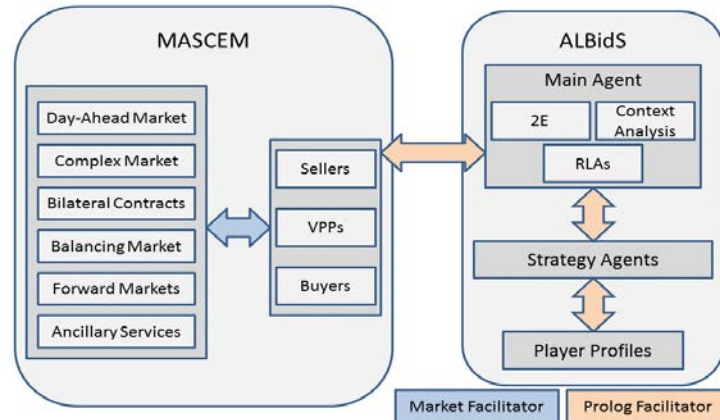 MASCEM
Day-Ahead Market
Complex Market
Bilateral Contracts
Balancing Market
Forward Markets
Ancillary Services
Sellers
VPPs
Buyers
ALBidS
Main Agent
2E
Context
Analysis
RLAs
Strategy Agents
Player Profiles
Market Facilitator
Prolog Facilitator